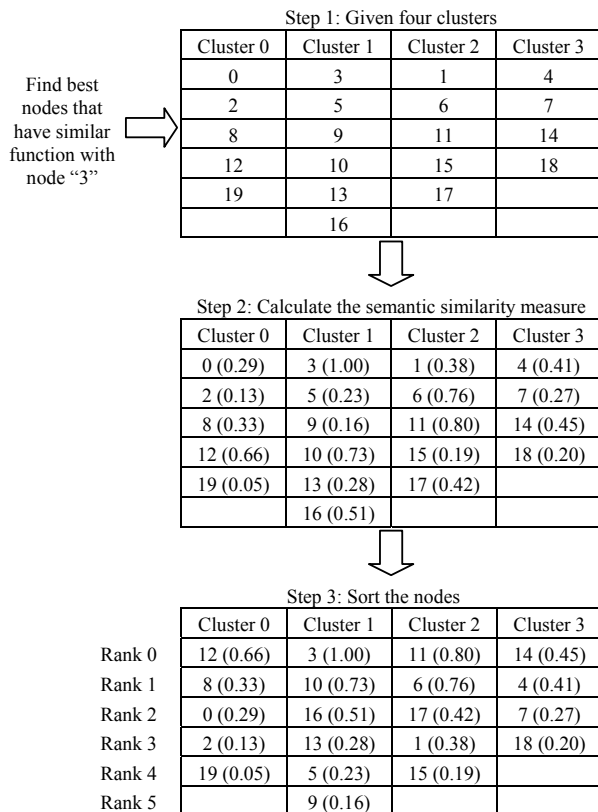 Step 1: Given four clusters
Find best
nodes that
have similar
function with
node “3”
Cluster 0 Cluster 1 Cluster 2 Cluster 3
0 3 1 4
2 5 6 7
8 9 11 14
12 10 15 18
19 13 17
16
Step 2: Calculate the semantic similarity measure
Cluster 0 Cluster 1 Cluster 2 Cluster 3
0 (0.29) 3 (1.00) 1 (0.38) 4 (0.41)
2 (0.13) 5 (0.23) 6 (0.76) 7 (0.27)
8 (0.33) 9 (0.16) 11 (0.80) 14 (0.45)
12 (0.66) 10 (0.73) 15 (0.19) 18 (0.20)
19 (0.05) 13 (0.28) 17 (0.42)
16 (0.51)
Step 3: Sort the nodes
Cluster 0 Cluster 1 Cluster 2 Cluster 3
Rank 0 12 (0.66) 3 (1.00) 11 (0.80) 14 (0.45)
Rank 1 8 (0.33) 10 (0.73) 6 (0.76) 4 (0.41)
Rank 2 0 (0.29) 16 (0.51) 17 (0.42) 7 (0.27)
Rank 3 2 (0.13) 13 (0.28) 1 (0.38) 18 (0.20)
Rank 4 19 (0.05) 5 (0.23) 15 (0.19)
Rank 5 9 (0.16)